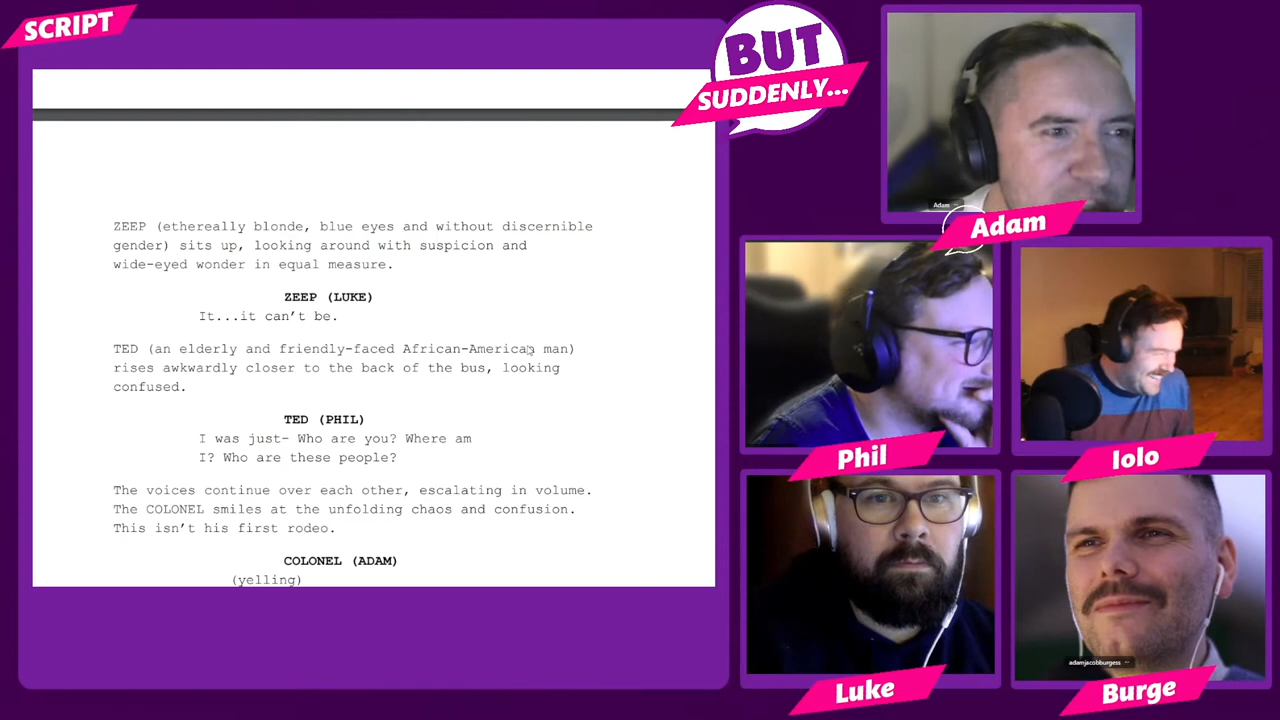 SCRIPT
BUT
SUDDENLY...
ZEEP (ethereally blonde, blue eyes and without discernible
gender) sits up, looking around with suspicion and
wide-eyed wonder in equal measure.
ZEEP (LUKE)
It...it can't be.
TED (an elderly and friendly-faced African-American man)
rises awkwardly closer to the back of the bus, looking
confused.
TED (PHIL)
I was just- Who are you? Where am
I? Who are these people?
The voices continue over each other, escalating in volume.
The COLONEL smiles at the unfolding chaos and confusion.
This isn't his first rodeo.
COLONEL (ADAM)
(yelling)
Adam
Adam
Phil
Iolo
Luke
adamjacobburgess
Burge